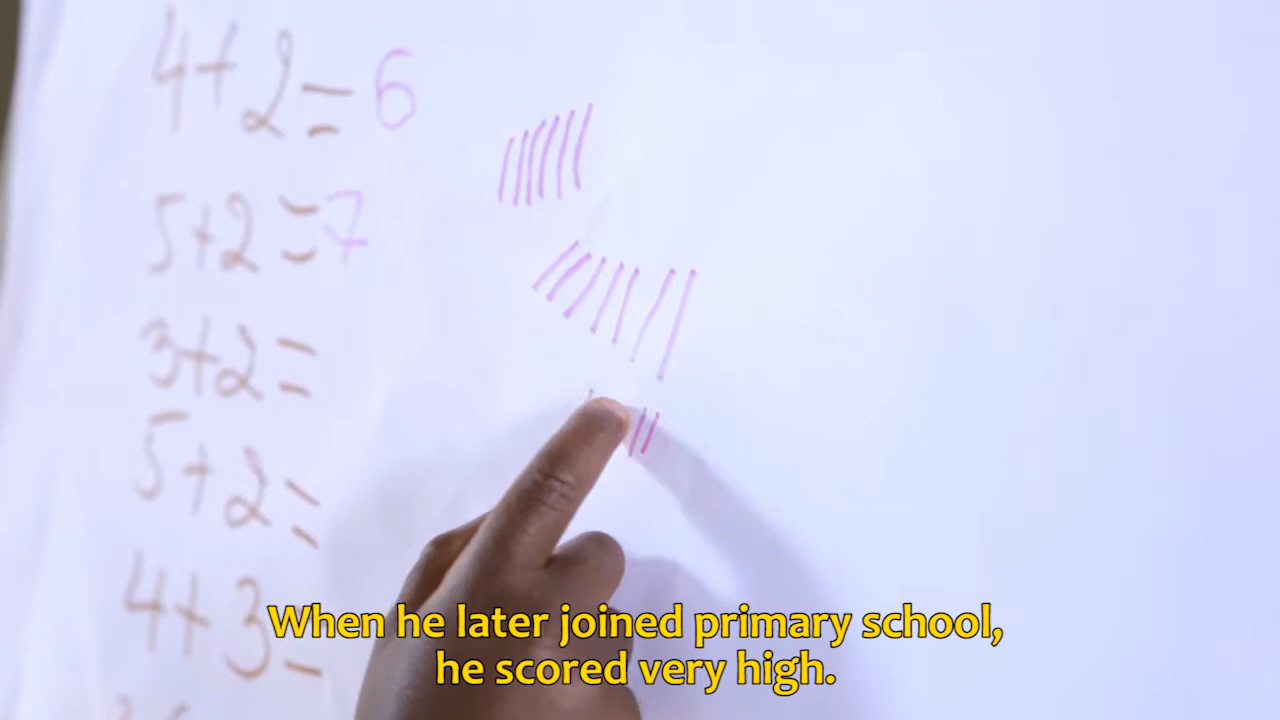 4+2=6
5+2=7
3+2=
5+2=
4+3=
When he later joined primary school,
he scored very high.